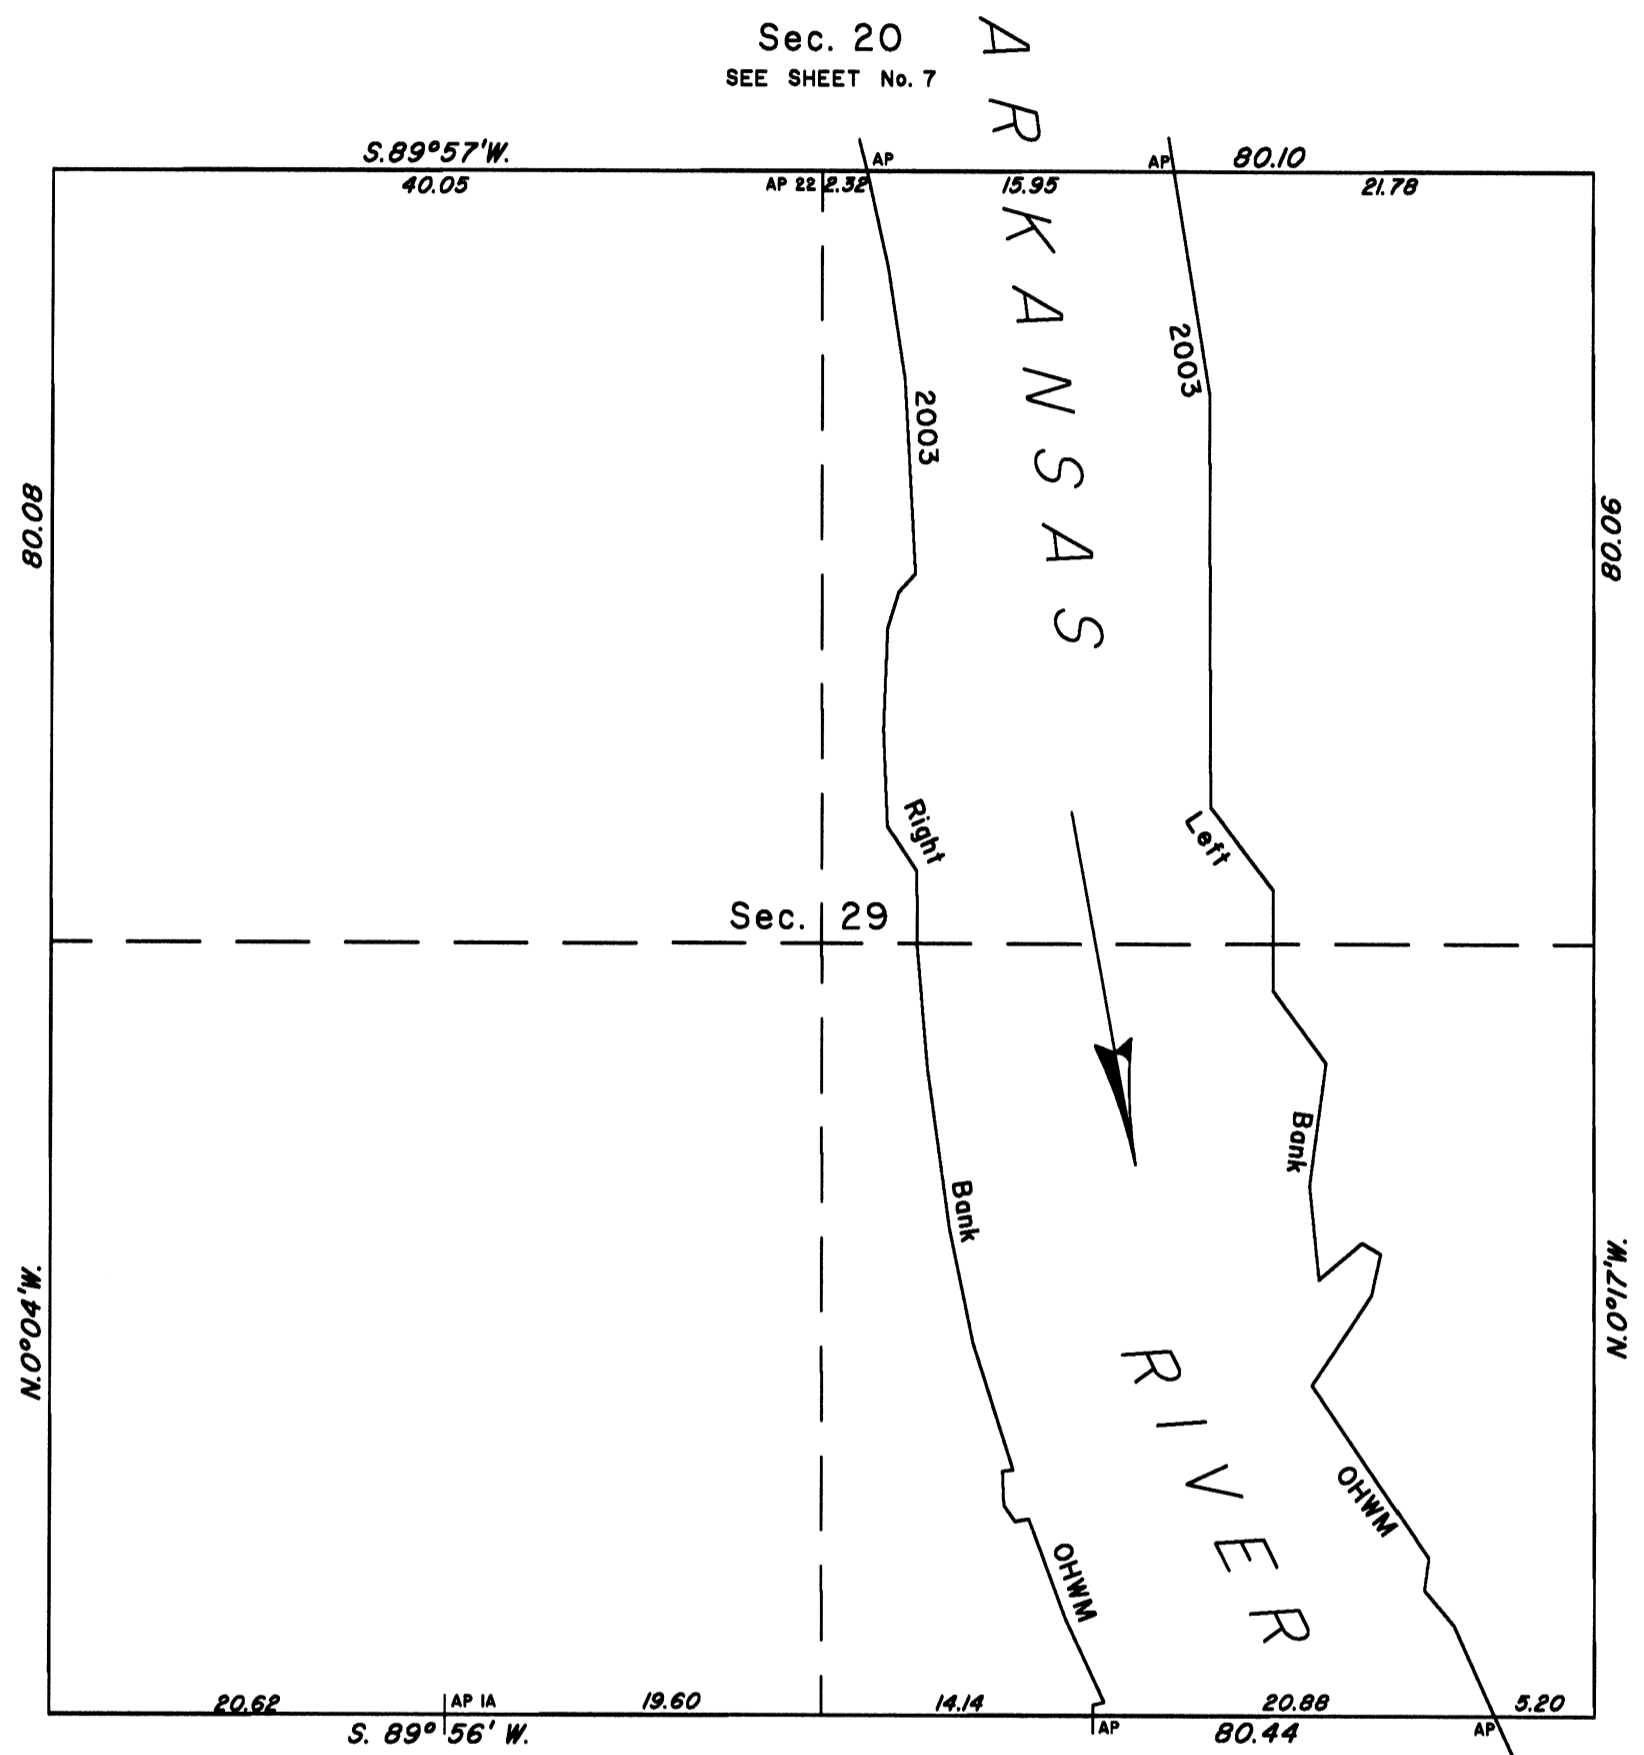 Sec. 20
SEE SHEET No. 7
ARKANSAS
S.89°57'W.
AP
AP
80.10
40.05
AP 22
2.32
15.95
21.78
2003
2003
80.08
80.06
Right
Left
Sec. 29
Bank
Bank
N.0°04'W.
N.0°17'W.
RIVER
OHWM
OHWM
20.62
AP 1A
19.60
14.14
20.88
5.20
S. 89°56' W.
AP
80.44
AP